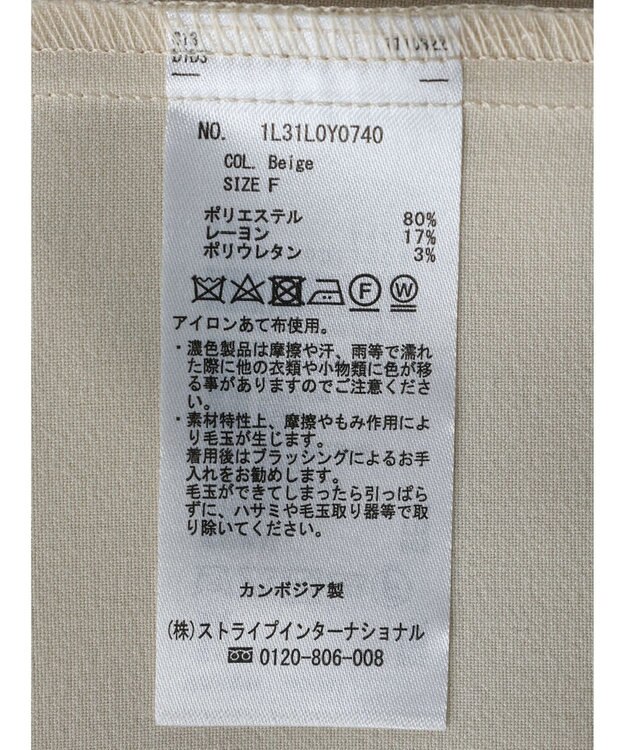 NO. 1L31L0Y0740
COL. Beige
SIZE F
ポリエステル 80%
レーヨン 17%
ポリウレタン 3%
F W
アイロンあて布使用。
・濃色製品は摩擦や汗、雨等で濡れ
た際に他の衣類や小物類に色が移
る事がありますのでご注意くださ
い。
・素材特性上、摩擦やもみ作用によ
り毛玉が生じます。
着用後はブラッシングによるお手
入れをお勧めします。
毛玉ができてしまったら引っぱら
ずに、ハサミや毛玉取り器等で取
り除いてください。
カンボジア製
(株)ストライプインターナショナル
0120-806-008